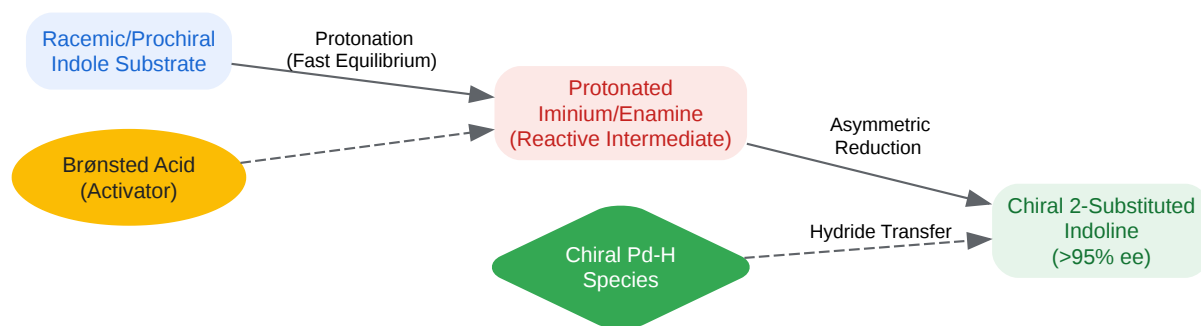 Racemic/Prochiral
Indole Substrate
Protonation
(Fast Equilibrium)
Brønsted Acid
(Activator)
Protonated
Iminium/Enamine
(Reactive Intermediate)
Asymmetric
Reduction
Chiral Pd-H
Species
Hydride Transfer
Chiral 2-Substituted
Indoline
(>95% ee)